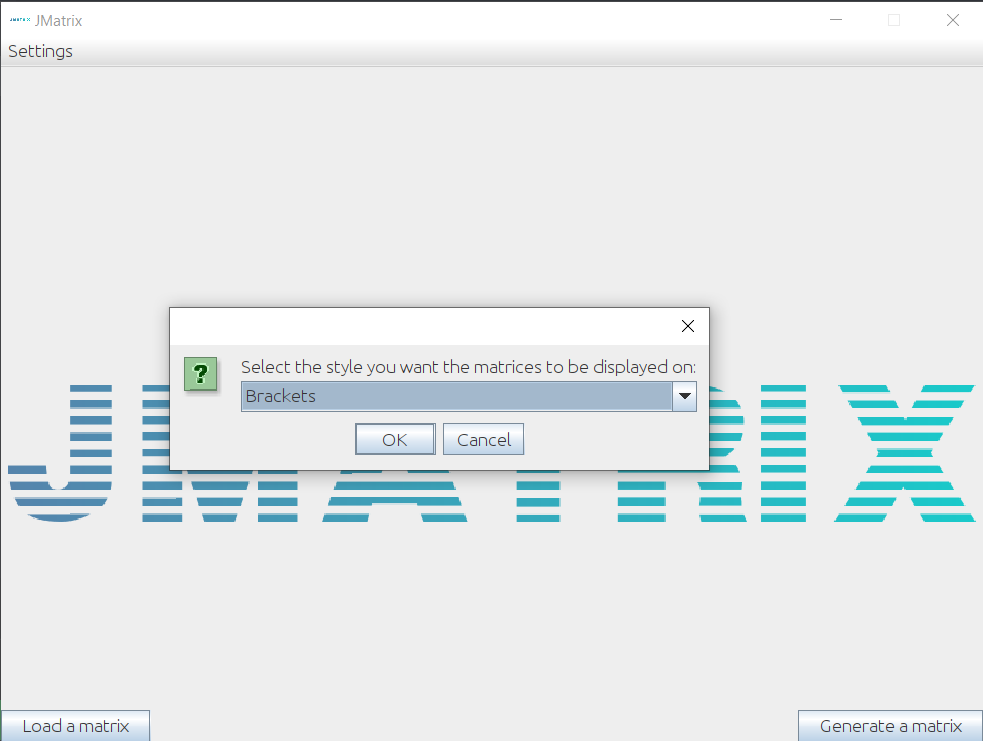 JMatrix
Settings
Select the style you want the matrices to be displayed on:
Brackets
OK Cancel
JMATRIX
Load a matrix Generate a matrix